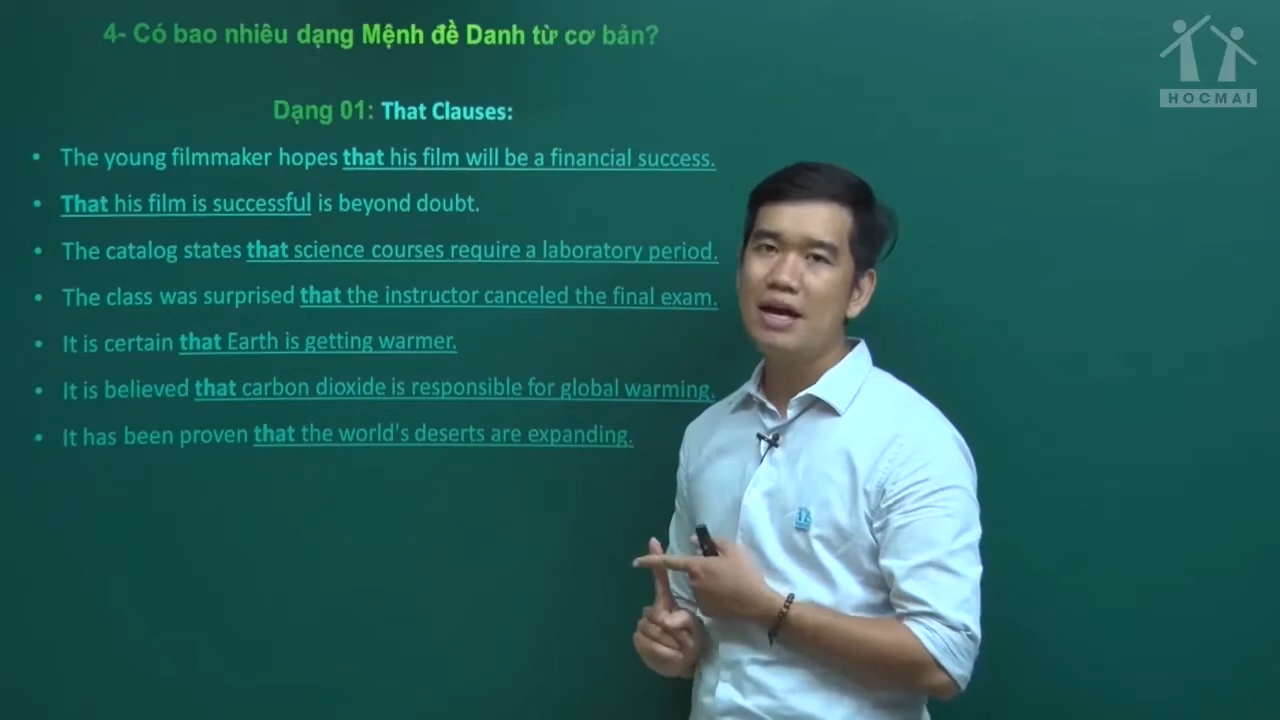 4- Có bao nhiêu dạng Mệnh đề Danh từ cơ bản?
HOCMAI
Dạng 01: That Clauses:
• The young filmmaker hopes that his film will be a financial success.
• That his film is successful is beyond doubt.
• The catalog states that science courses require a laboratory period.
• The class was surprised that the instructor canceled the final exam.
• It is certain that Earth is getting warmer.
• It is believed that carbon dioxide is responsible for global warming.
• It has been proven that the world's deserts are expanding.